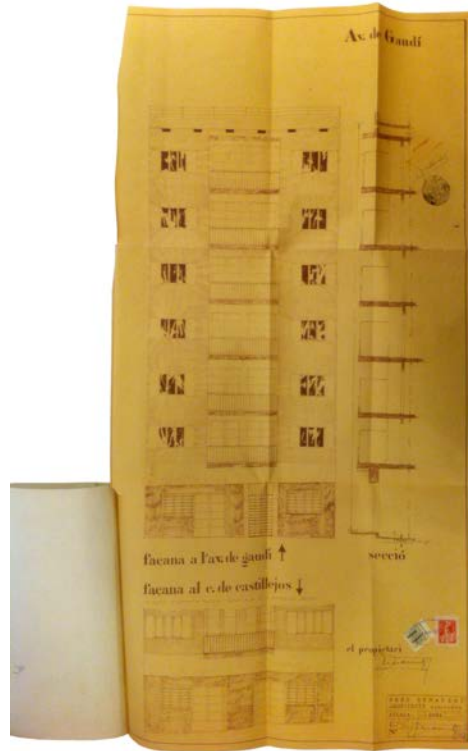 Av. de Gaudí
façana a l'av. de gaudí ↑
secció
façana al c. de castillejos ↓
el propietari